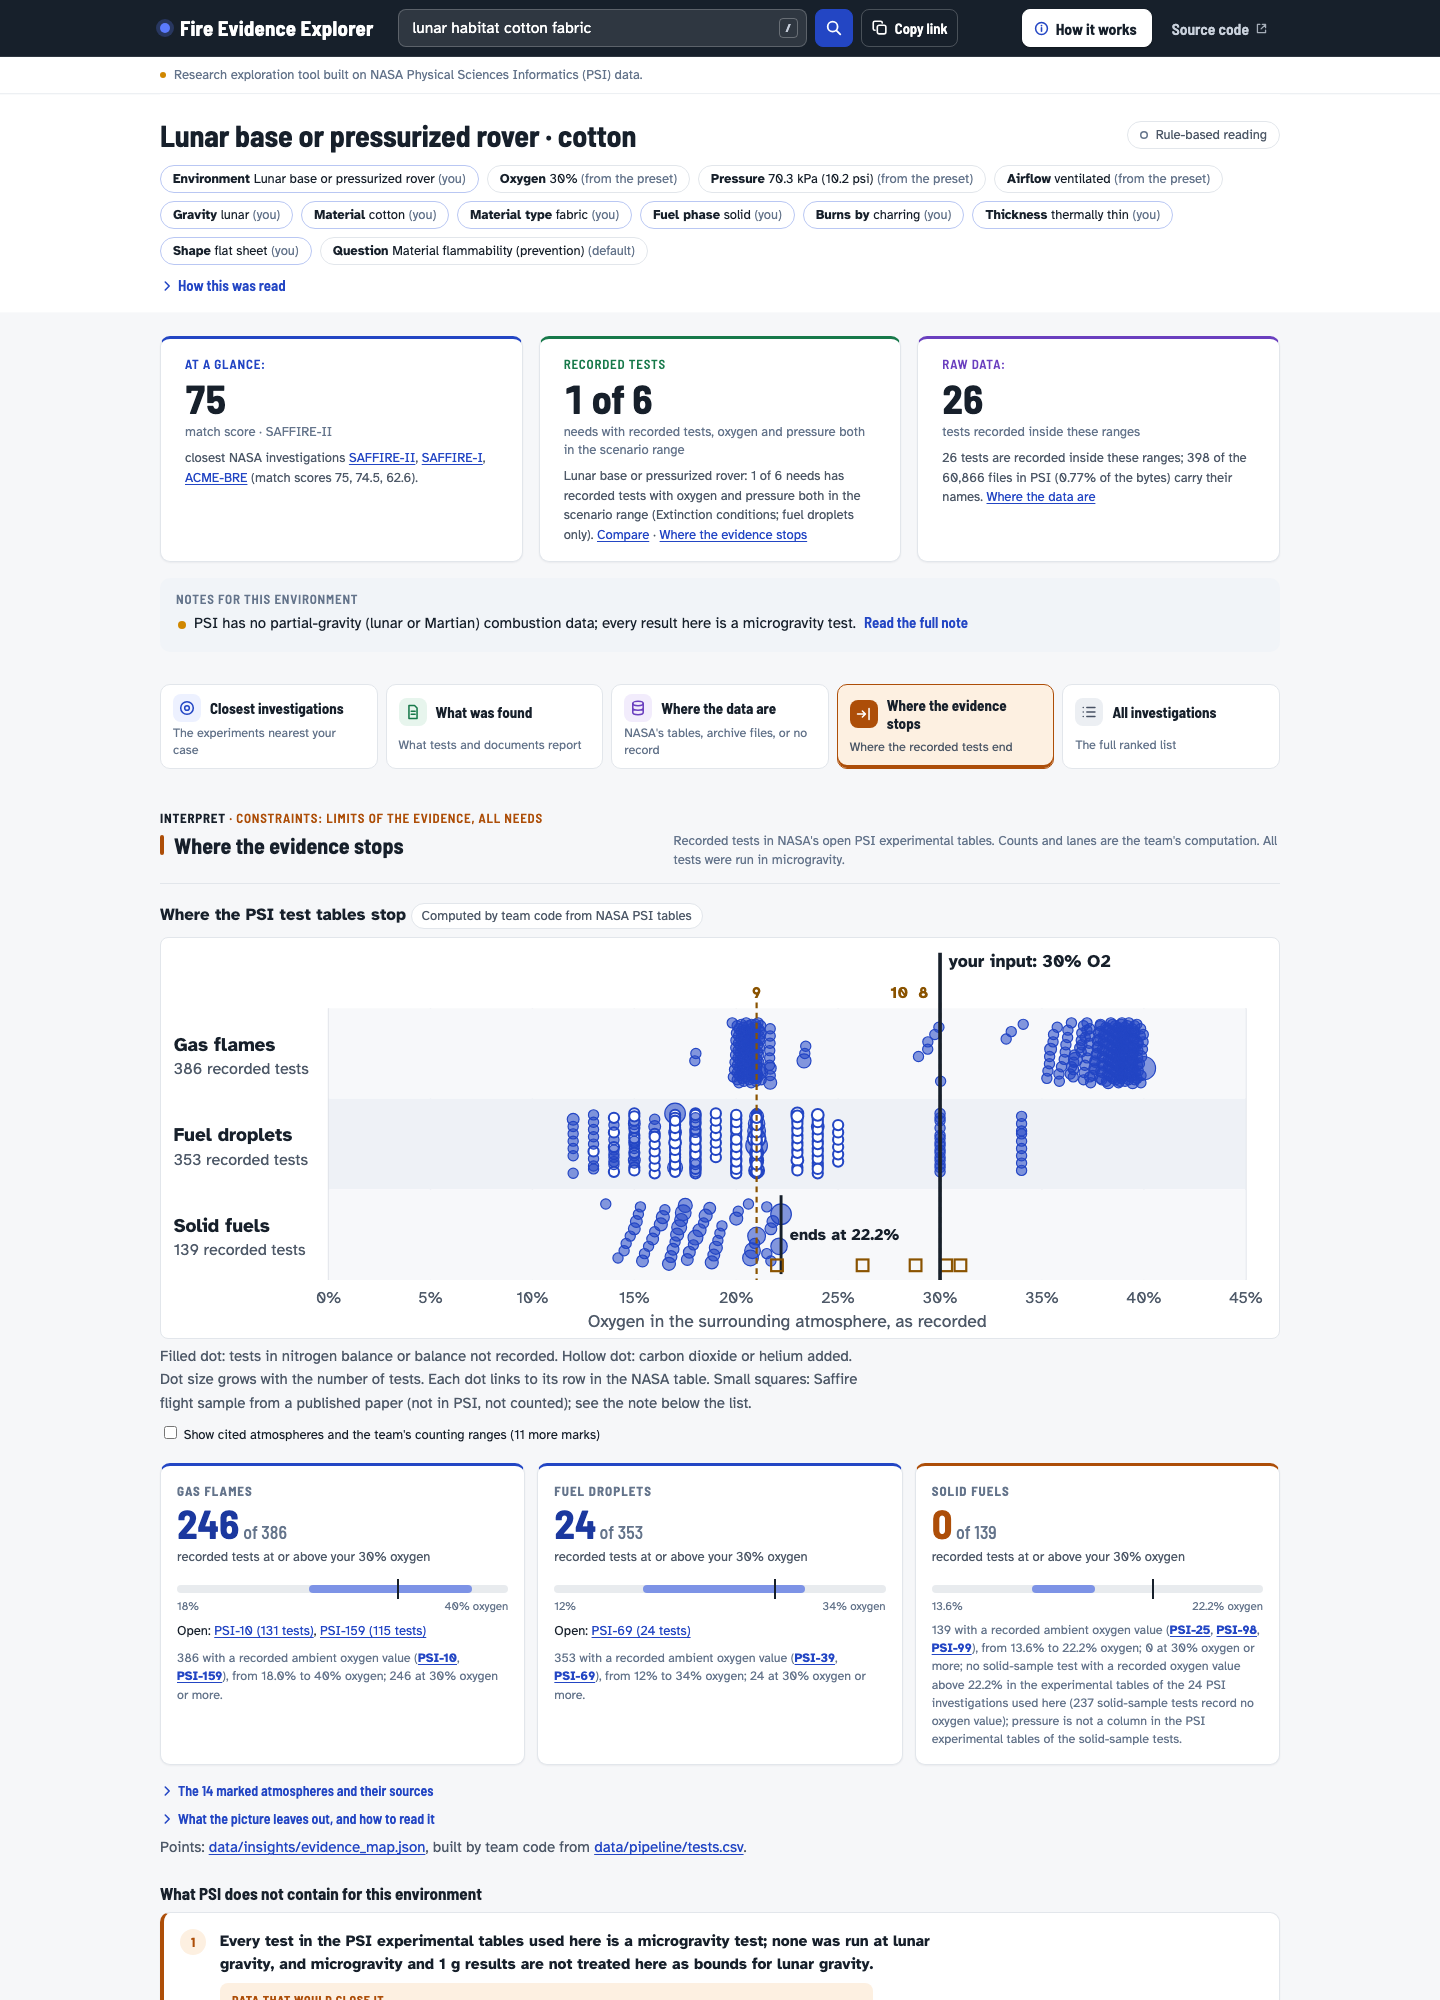 Fire Evidence Explorer
lunar habitat cotton fabric
/
Copy link
How it works
Source code
Research exploration tool built on NASA Physical Sciences Informatics (PSI) data.
Lunar base or pressurized rover · cotton
Rule-based reading
Environment Lunar base or pressurized rover (you)
Oxygen 30% (from the preset)
Pressure 70.3 kPa (10.2 psi) (from the preset)
Airflow ventilated (from the preset)
Gravity lunar (you)
Material cotton (you)
Material type fabric (you)
Fuel phase solid (you)
Burns by charring (you)
Thickness thermally thin (you)
Shape flat sheet (you)
Question Material flammability (prevention) (default)
How this was read
AT A GLANCE:
75
match score · SAFFIRE-II
closest NASA investigations SAFFIRE-II, SAFFIRE-I,
ACME-BRE (match scores 75, 74.5, 62.6).
RECORDED TESTS
1 of 6
needs with recorded tests, oxygen and pressure both
in the scenario range
Lunar base or pressurized rover: 1 of 6 needs has
recorded tests with oxygen and pressure both in the
scenario range (Extinction conditions; fuel droplets
only). Compare · Where the evidence stops
RAW DATA:
26
tests recorded inside these ranges
26 tests are recorded inside these ranges; 398 of the
60,866 files in PSI (0.77% of the bytes) carry their
names. Where the data are
NOTES FOR THIS ENVIRONMENT
PSI has no partial-gravity (lunar or Martian) combustion data; every result here is a microgravity test. Read the full note
Closest investigations
The experiments nearest your
case
What was found
What tests and documents report
Where the data are
NASA's tables, archive files, or no
record
Where the evidence
stops
Where the recorded tests end
All investigations
The full ranked list
INTERPRET · CONSTRAINTS: LIMITS OF THE EVIDENCE, ALL NEEDS
Where the evidence stops
Recorded tests in NASA's open PSI experimental tables. Counts and lanes are the team's computation. All
tests were run in microgravity.
Where the PSI test tables stop
Computed by team code from NASA PSI tables
your input: 30% O2
9
10 8
Gas flames
386 recorded tests
Fuel droplets
353 recorded tests
Solid fuels
139 recorded tests
ends at 22.2%
0% 5% 10% 15% 20% 25% 30% 35% 40% 45%
Oxygen in the surrounding atmosphere, as recorded
Filled dot: tests in nitrogen balance or balance not recorded. Hollow dot: carbon dioxide or helium added.
Dot size grows with the number of tests. Each dot links to its row in the NASA table. Small squares: Saffire
flight sample from a published paper (not in PSI, not counted); see the note below the list.
Show cited atmospheres and the team's counting ranges (11 more marks)
GAS FLAMES
246 of 386
recorded tests at or above your 30% oxygen
18% 40% oxygen
Open: PSI-10 (131 tests), PSI-159 (115 tests)
386 with a recorded ambient oxygen value (PSI-10,
PSI-159), from 18.0% to 40% oxygen; 246 at 30% oxygen
or more.
FUEL DROPLETS
24 of 353
recorded tests at or above your 30% oxygen
12% 34% oxygen
Open: PSI-69 (24 tests)
353 with a recorded ambient oxygen value (PSI-39,
PSI-69), from 12% to 34% oxygen; 24 at 30% oxygen or
more.
SOLID FUELS
0 of 139
recorded tests at or above your 30% oxygen
13.6% 22.2% oxygen
139 with a recorded ambient oxygen value (PSI-25, PSI-98,
PSI-99), from 13.6% to 22.2% oxygen; 0 at 30% oxygen or
more; no solid-sample test with a recorded oxygen value
above 22.2% in the experimental tables of the 24 PSI
investigations used here (237 solid-sample tests record no
oxygen value); pressure is not a column in the PSI
experimental tables of the solid-sample tests.
The 14 marked atmospheres and their sources
What the picture leaves out, and how to read it
Points: data/insights/evidence_map.json, built by team code from data/pipeline/tests.csv.
What PSI does not contain for this environment
1
Every test in the PSI experimental tables used here is a microgravity test; none was run at lunar
gravity, and microgravity and 1 g results are not treated here as bounds for lunar gravity.
DATA THAT WOULD CLOSE IT